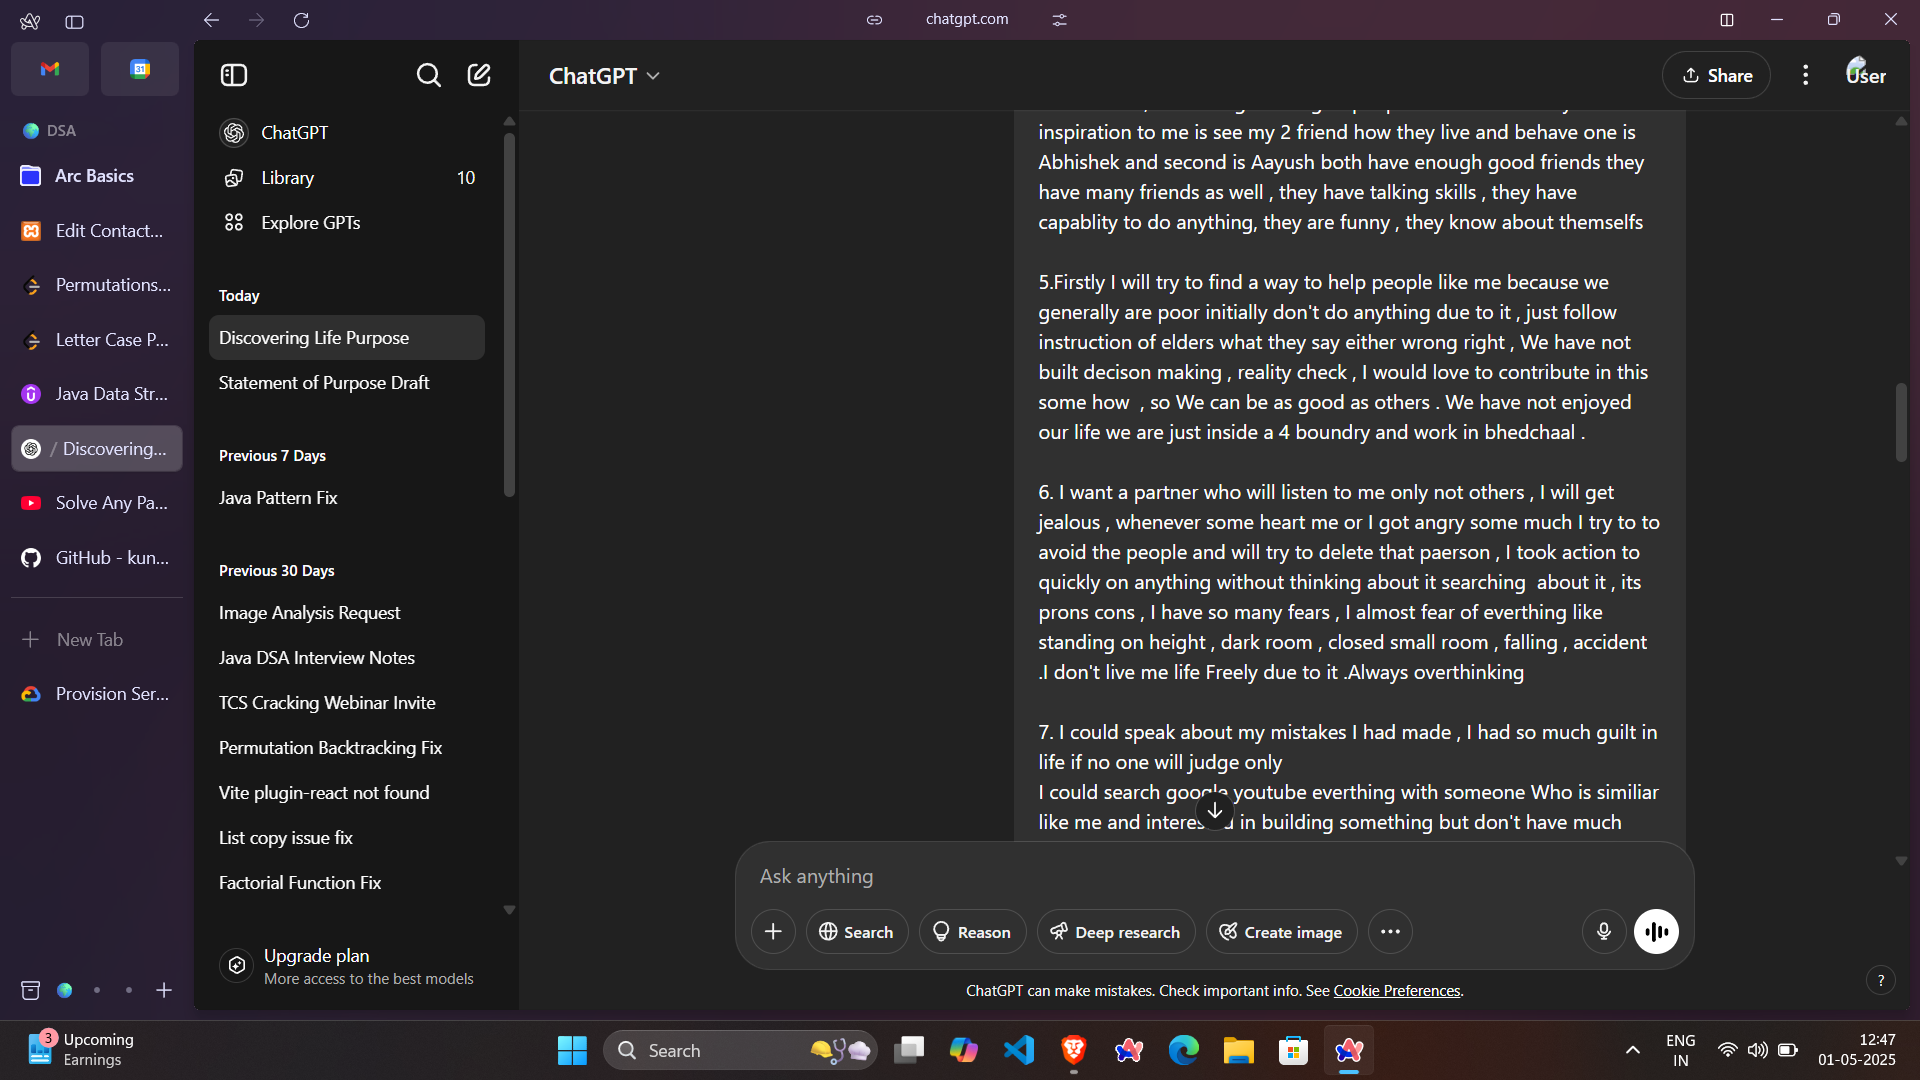 chatgpt.com
31
DSA
Arc Basics
Edit Contact...
Permutations...
Letter Case P...
Java Data Str...
/ Discovering...
Solve Any Pa...
GitHub - kun...
New Tab
Provision Ser...
ChatGPT
Library 10
Explore GPTs
Today
Discovering Life Purpose
Statement of Purpose Draft
Previous 7 Days
Java Pattern Fix
Previous 30 Days
Image Analysis Request
Java DSA Interview Notes
TCS Cracking Webinar Invite
Permutation Backtracking Fix
Vite plugin-react not found
List copy issue fix
Factorial Function Fix
Upgrade plan
More access to the best models
ChatGPT
Share
User
inspiration to me is see my 2 friend how they live and behave one is
Abhishek and second is Aayush both have enough good friends they
have many friends as well , they have talking skills , they have
capablity to do anything, they are funny , they know about themselfs
5.Firstly I will try to find a way to help people like me because we
generally are poor initially don't do anything due to it , just follow
instruction of elders what they say either wrong right , We have not
built decison making , reality check , I would love to contribute in this
some how , so We can be as good as others . We have not enjoyed
our life we are just inside a 4 boundry and work in bhedchaal .
6. I want a partner who will listen to me only not others , I will get
jealous , whenever some heart me or I got angry some much I try to to
avoid the people and will try to delete that paerson , I took action to
quickly on anything without thinking about it searching about it , its
prons cons , I have so many fears , I almost fear of everthing like
standing on height , dark room , closed small room , falling , accident
.I don't live me life Freely due to it .Always overthinking
7. I could speak about my mistakes I had made , I had so much guilt in
life if no one will judge only
I could search google youtube everthing with someone Who is similiar
like me and interested in building something but don't have much
Ask anything
Search
Reason
Deep research
Create image
ChatGPT can make mistakes. Check important info. See Cookie Preferences.
?
3
Upcoming
Earnings
Search
ENG
IN
12:47
01-05-2025